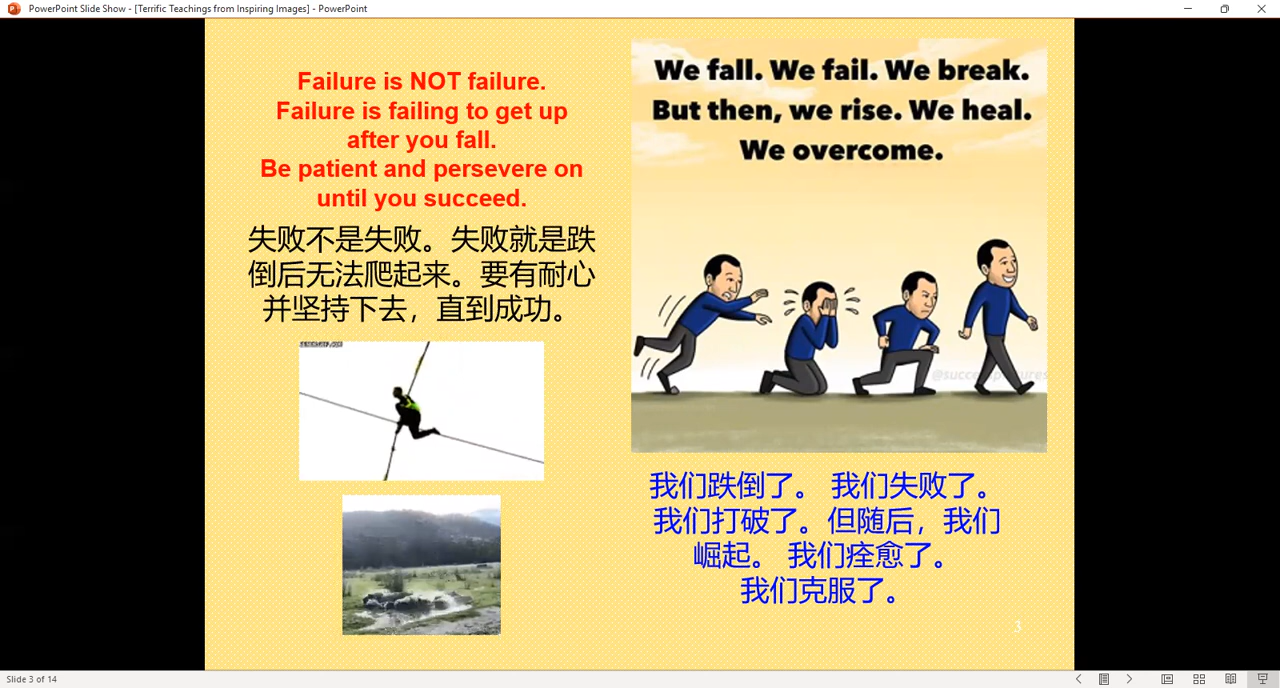 PowerPoint Slide Show - [Terrific Teachings from Inspiring Images] - PowerPoint
Failure is NOT failure.
Failure is failing to get up
after you fall.
Be patient and persevere on
until you succeed.
失败不是失败。失败就是跌
倒后无法爬起来。要有耐心
并坚持下去，直到成功。
We fall. We fail. We break.
But then, we rise. We heal.
We overcome.
我们跌倒了。 我们失败了。
我们打破了。但随后，我们
崛起。 我们痊愈了。
我们克服了。
3
Slide 3 of 14